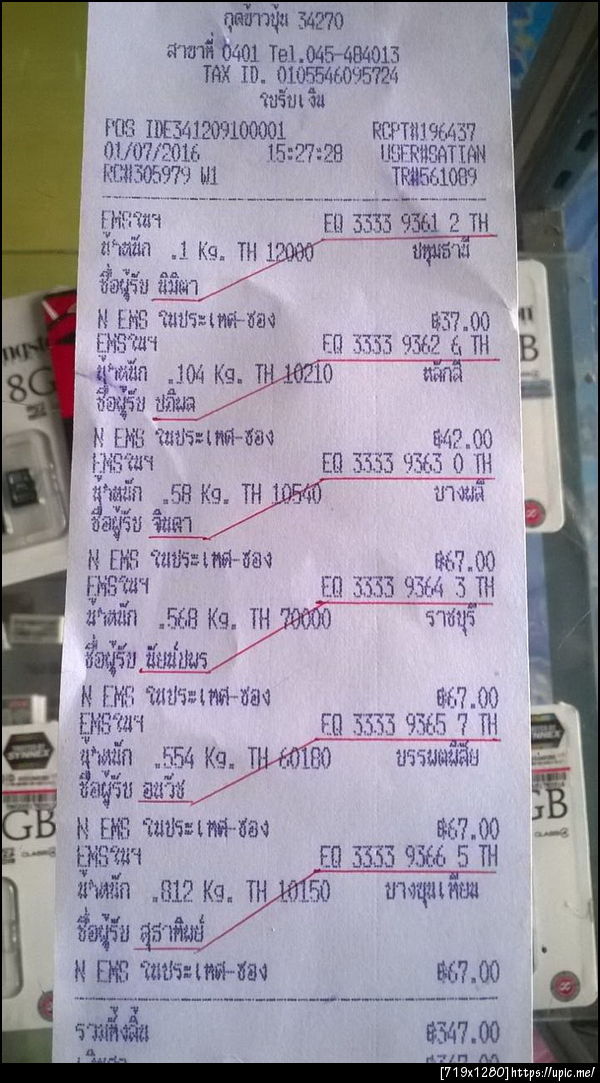 กุดข้าวปุ้น 34270
สาขาที่ 0401 Tel.045-484013
TAX ID. 0105546095724
ใบรับเงิน
POS IDE341209100001 RCPT#196437
01/07/2016 15:27:28 USER#SATIAN
RC#305979 W1 TR#561089
EMSในฯ EQ 3333 9361 2 TH
น้ำหนัก .1 Kg. TH 12000 ปทุมธานี
ชื่อผู้รับ นิมิตา
N EMS ในประเทศ-ซอง ฿37.00
EMSในฯ EQ 3333 9362 6 TH
น้ำหนัก .104 Kg. TH 10210 หลักสี่
ชื่อผู้รับ ปภิผล
N EMS ในประเทศ-ซอง ฿42.00
EMSในฯ EQ 3333 9363 0 TH
น้ำหนัก .58 Kg. TH 10540 บางพลี
ชื่อผู้รับ จินตา
N EMS ในประเทศ-ซอง ฿67.00
EMSในฯ EQ 3333 9364 3 TH
น้ำหนัก .568 Kg. TH 70000 ราชบุรี
ชื่อผู้รับ นัยน์ปพร
N EMS ในประเทศ-ซอง ฿67.00
EMSในฯ EQ 3333 9365 7 TH
น้ำหนัก .554 Kg. TH 60180 บรรพตพิสัย
ชื่อผู้รับ อนวัช
N EMS ในประเทศ-ซอง ฿67.00
EMSในฯ EQ 3333 9366 5 TH
น้ำหนัก .812 Kg. TH 10150 บางขุนเทียน
ชื่อผู้รับ สุธาทิพย์
N EMS ในประเทศ-ซอง ฿67.00
รวมทั้งสิ้น ฿347.00
8G
B
GB
GB
[719x1280]https://upic.me/